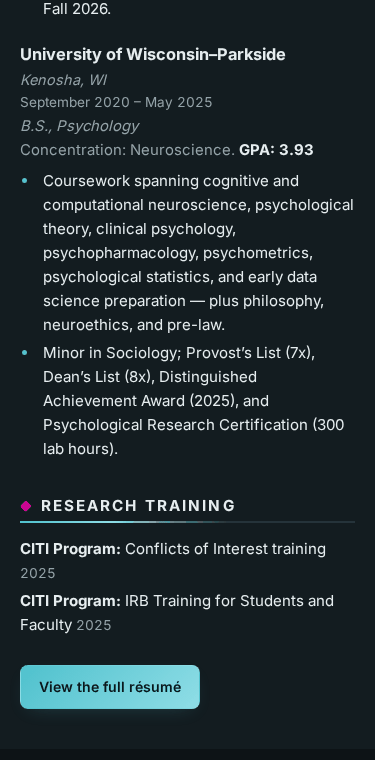 Fall 2026.
University of Wisconsin–Parkside
Kenosha, WI
September 2020 – May 2025
B.S., Psychology
Concentration: Neuroscience. GPA: 3.93
• Coursework spanning cognitive and
computational neuroscience, psychological
theory, clinical psychology,
psychopharmacology, psychometrics,
psychological statistics, and early data
science preparation — plus philosophy,
neuroethics, and pre-law.
• Minor in Sociology; Provost’s List (7x),
Dean’s List (8x), Distinguished
Achievement Award (2025), and
Psychological Research Certification (300
lab hours).
RESEARCH TRAINING
CITI Program: Conflicts of Interest training
2025
CITI Program: IRB Training for Students and
Faculty 2025
View the full résumé